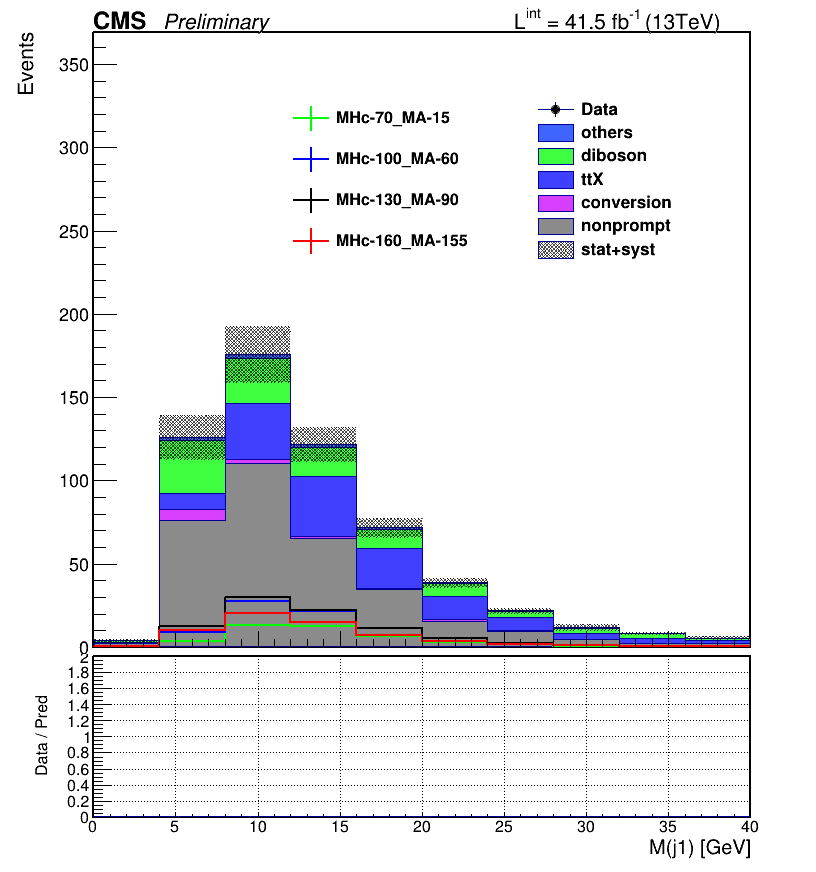 CMS Preliminary L^int = 41.5 fb^-1 (13TeV)
Events
350
300
250
200
150
100
50
0
MHc-70_MA-15
MHc-100_MA-60
MHc-130_MA-90
MHc-160_MA-155
Data
others
diboson
ttX
conversion
nonprompt
stat+syst
Data / Pred
2
1.8
1.6
1.4
1.2
1
0.8
0.6
0.4
0.2
0
0 5 10 15 20 25 30 35 40
M(j1) [GeV]